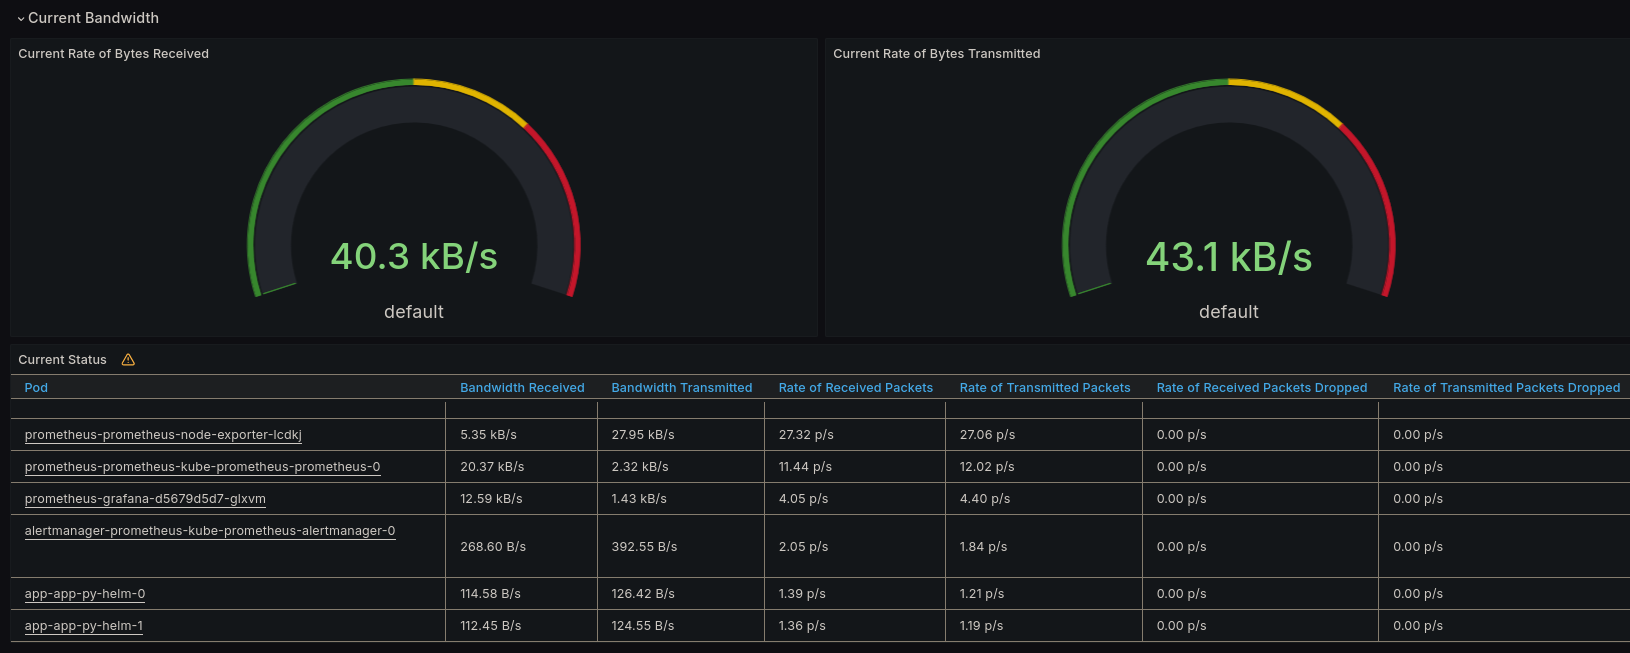 Current Bandwidth
Current Rate of Bytes Received
Current Rate of Bytes Transmitted
40.3 kB/s
default
43.1 kB/s
default
Current Status
Pod Bandwidth Received Bandwidth Transmitted Rate of Received Packets Rate of Transmitted Packets Rate of Received Packets Dropped Rate of Transmitted Packets Dropped
prometheus-prometheus-node-exporter-lcdkj 5.35 kB/s 27.95 kB/s 27.32 p/s 27.06 p/s 0.00 p/s 0.00 p/s
prometheus-prometheus-kube-prometheus-prometheus-0 20.37 kB/s 2.32 kB/s 11.44 p/s 12.02 p/s 0.00 p/s 0.00 p/s
prometheus-grafana-d5679d5d7-glxvm 12.59 kB/s 1.43 kB/s 4.05 p/s 4.40 p/s 0.00 p/s 0.00 p/s
alertmanager-prometheus-kube-prometheus-alertmanager-0 268.60 B/s 392.55 B/s 2.05 p/s 1.84 p/s 0.00 p/s 0.00 p/s
app-app-py-helm-0 114.58 B/s 126.42 B/s 1.39 p/s 1.21 p/s 0.00 p/s 0.00 p/s
app-app-py-helm-1 112.45 B/s 124.55 B/s 1.36 p/s 1.19 p/s 0.00 p/s 0.00 p/s